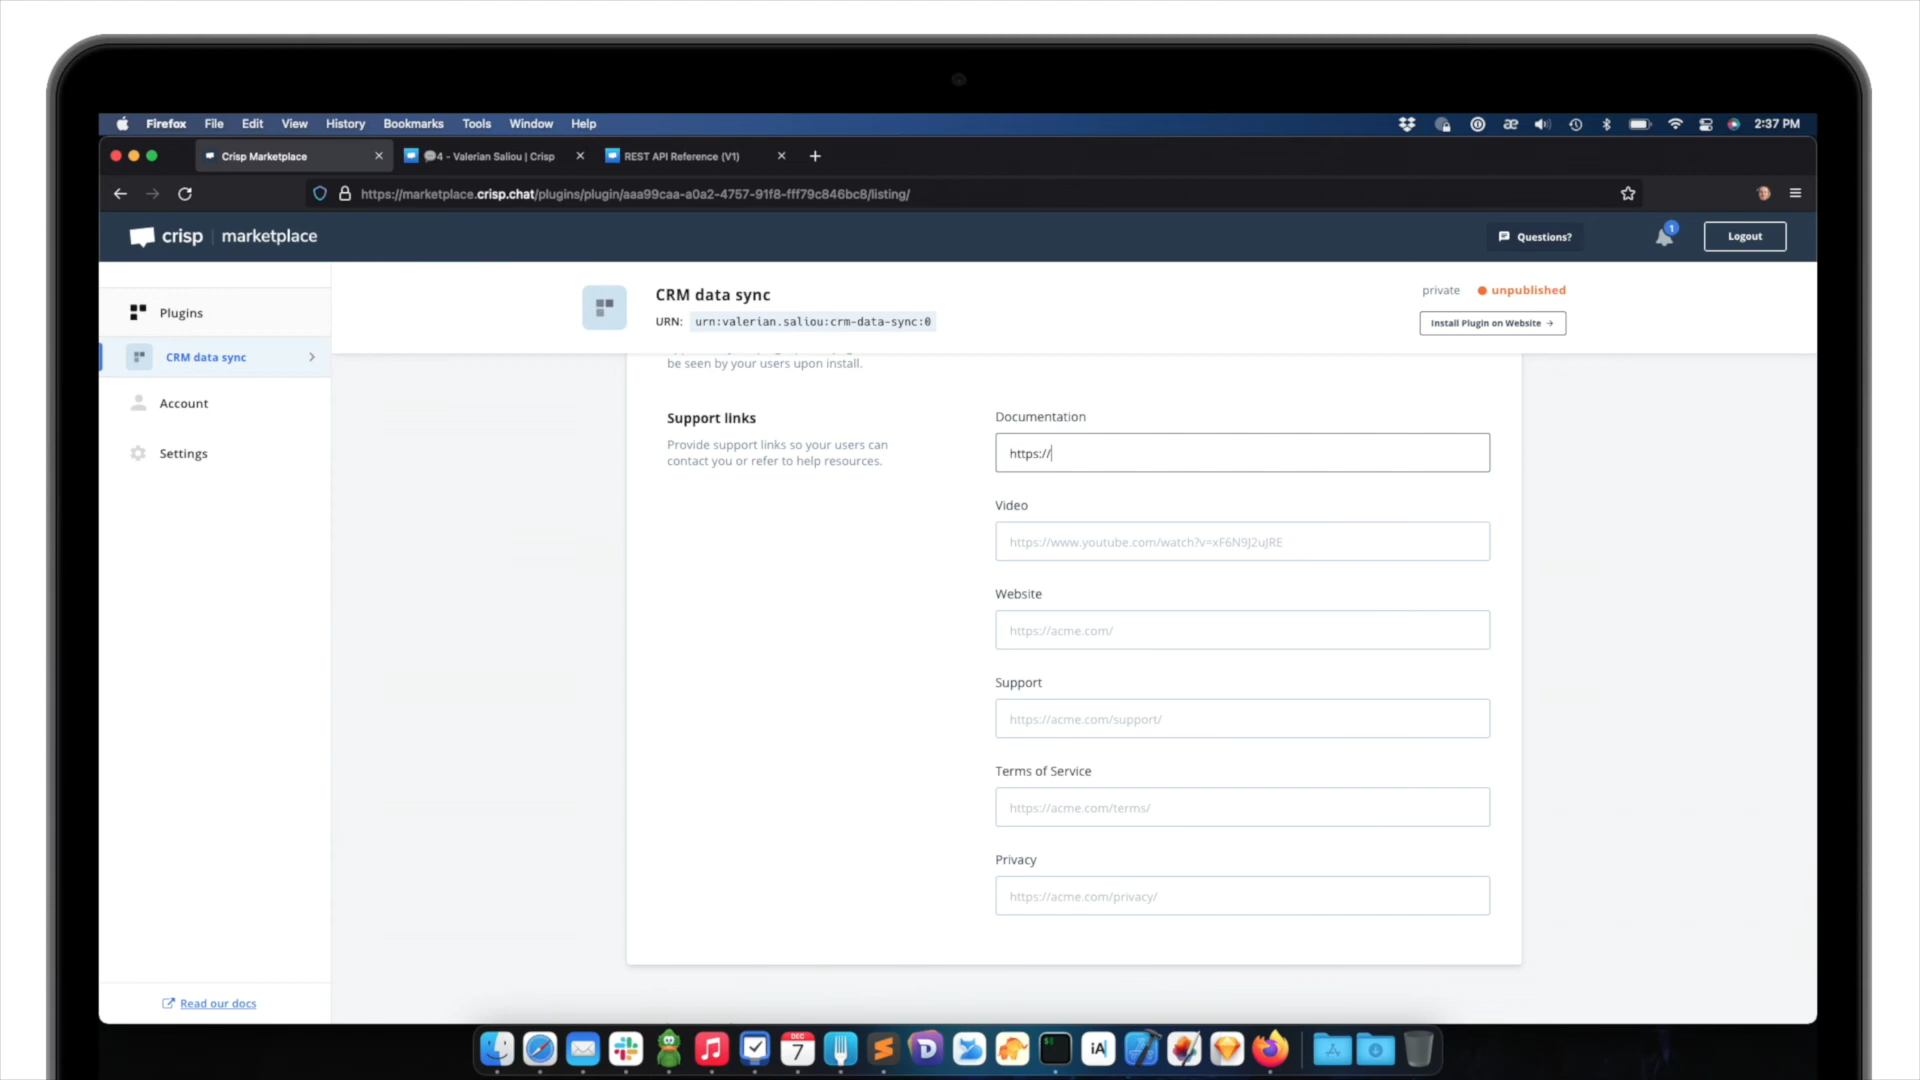 Firefox File Edit View History Bookmarks Tools Window Help
2:37 PM
Crisp Marketplace
4 - Valerian Saliou | Crisp
REST API Reference (V1)
https://marketplace.crisp.chat/plugins/plugin/aaa99caa-a0a2-4757-91f8-fff79c846bc8/listing/
crisp | marketplace
Questions?
1
Logout
Plugins
CRM data sync
Account
Settings
Read our docs
CRM data sync
URN: urn:valerian.saliou:crm-data-sync:0
private
unpublished
Install Plugin on Website →
be seen by your users upon install.
Support links
Provide support links so your users can
contact you or refer to help resources.
Documentation
https://
Video
https://www.youtube.com/watch?v=xF6N9J2uJRE
Website
https://acme.com/
Support
https://acme.com/support/
Terms of Service
https://acme.com/terms/
Privacy
https://acme.com/privacy/
DEC
7
iA